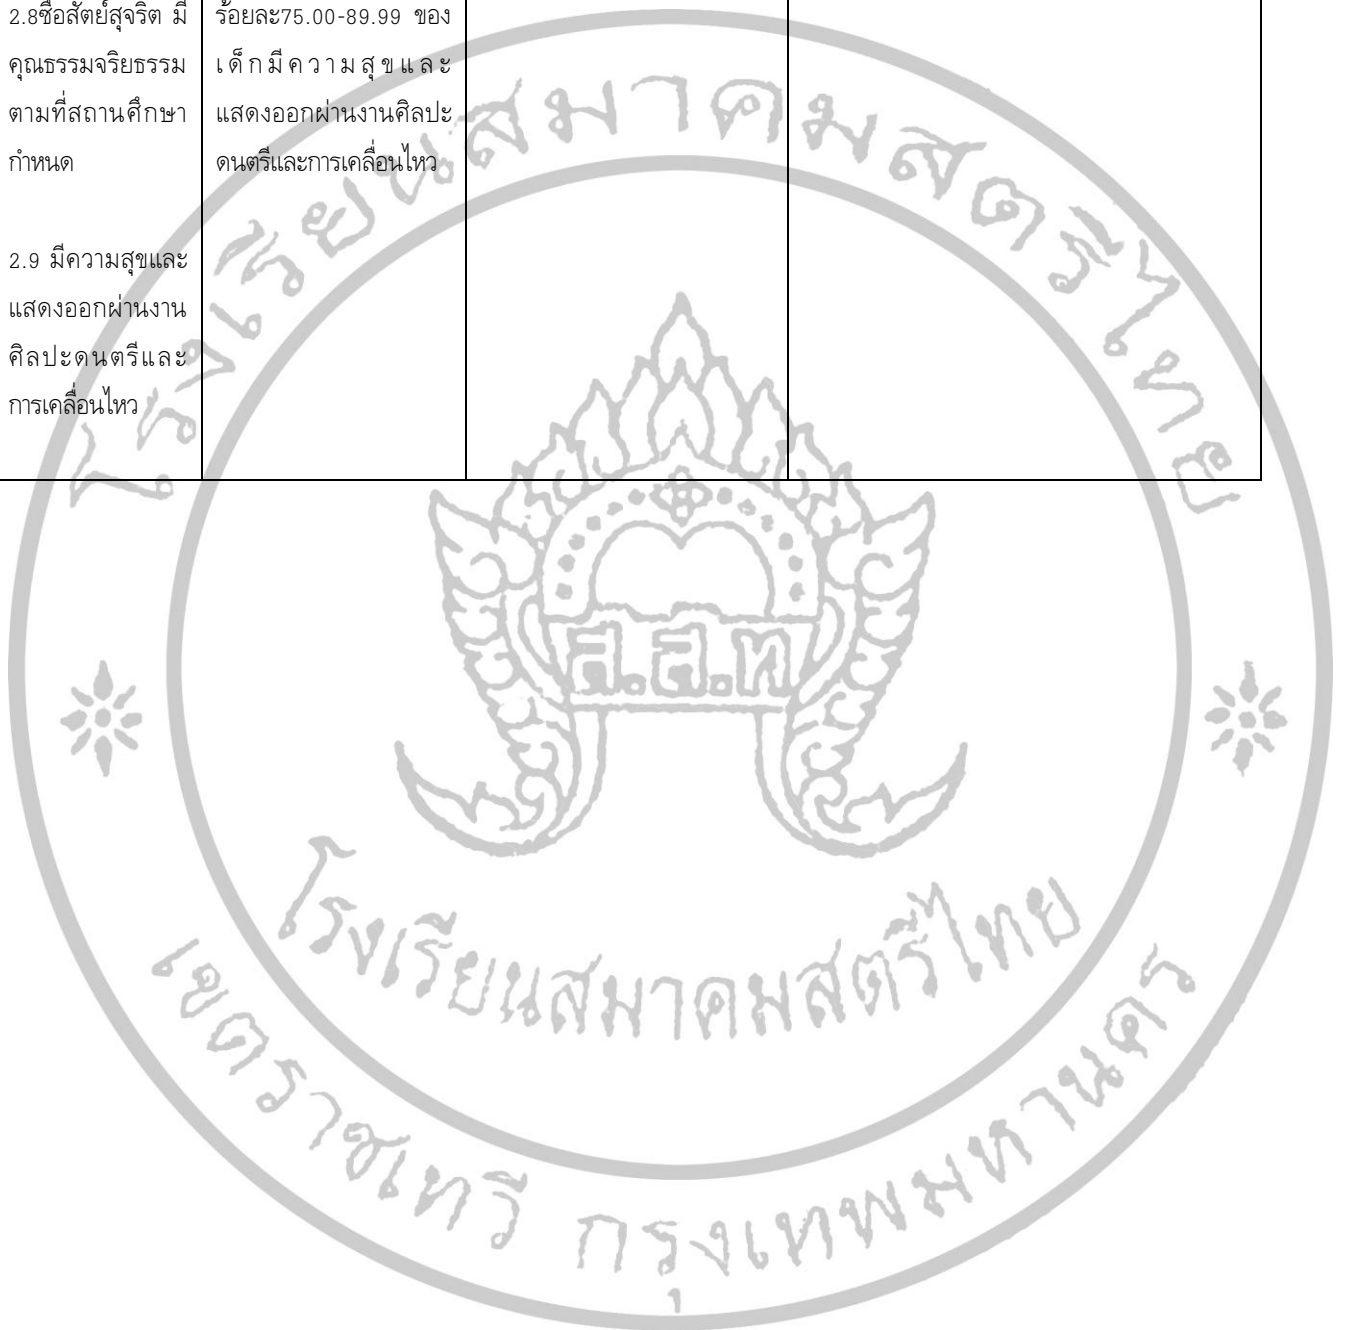 2.8ซื่อสัตย์สุจริต มี
คุณธรรมจริยธรรม
ตามที่สถานศึกษา
กำหนด
2.9 มีความสุขและ
แสดงออกผ่านงาน
ศิลปะดนตรีและ
การเคลื่อนไหว
ร้อยละ75.00-89.99 ของ
เด็กมีความสุขและ
แสดงออกผ่านงานศิลปะ
ดนตรีและการเคลื่อนไหว
โรงเรียนสมาคมสตรีไทย
ส.ส.ท
โรงเรียนสมาคมสตรีไทย
เขตราชเทวี กรุงเทพมหานคร